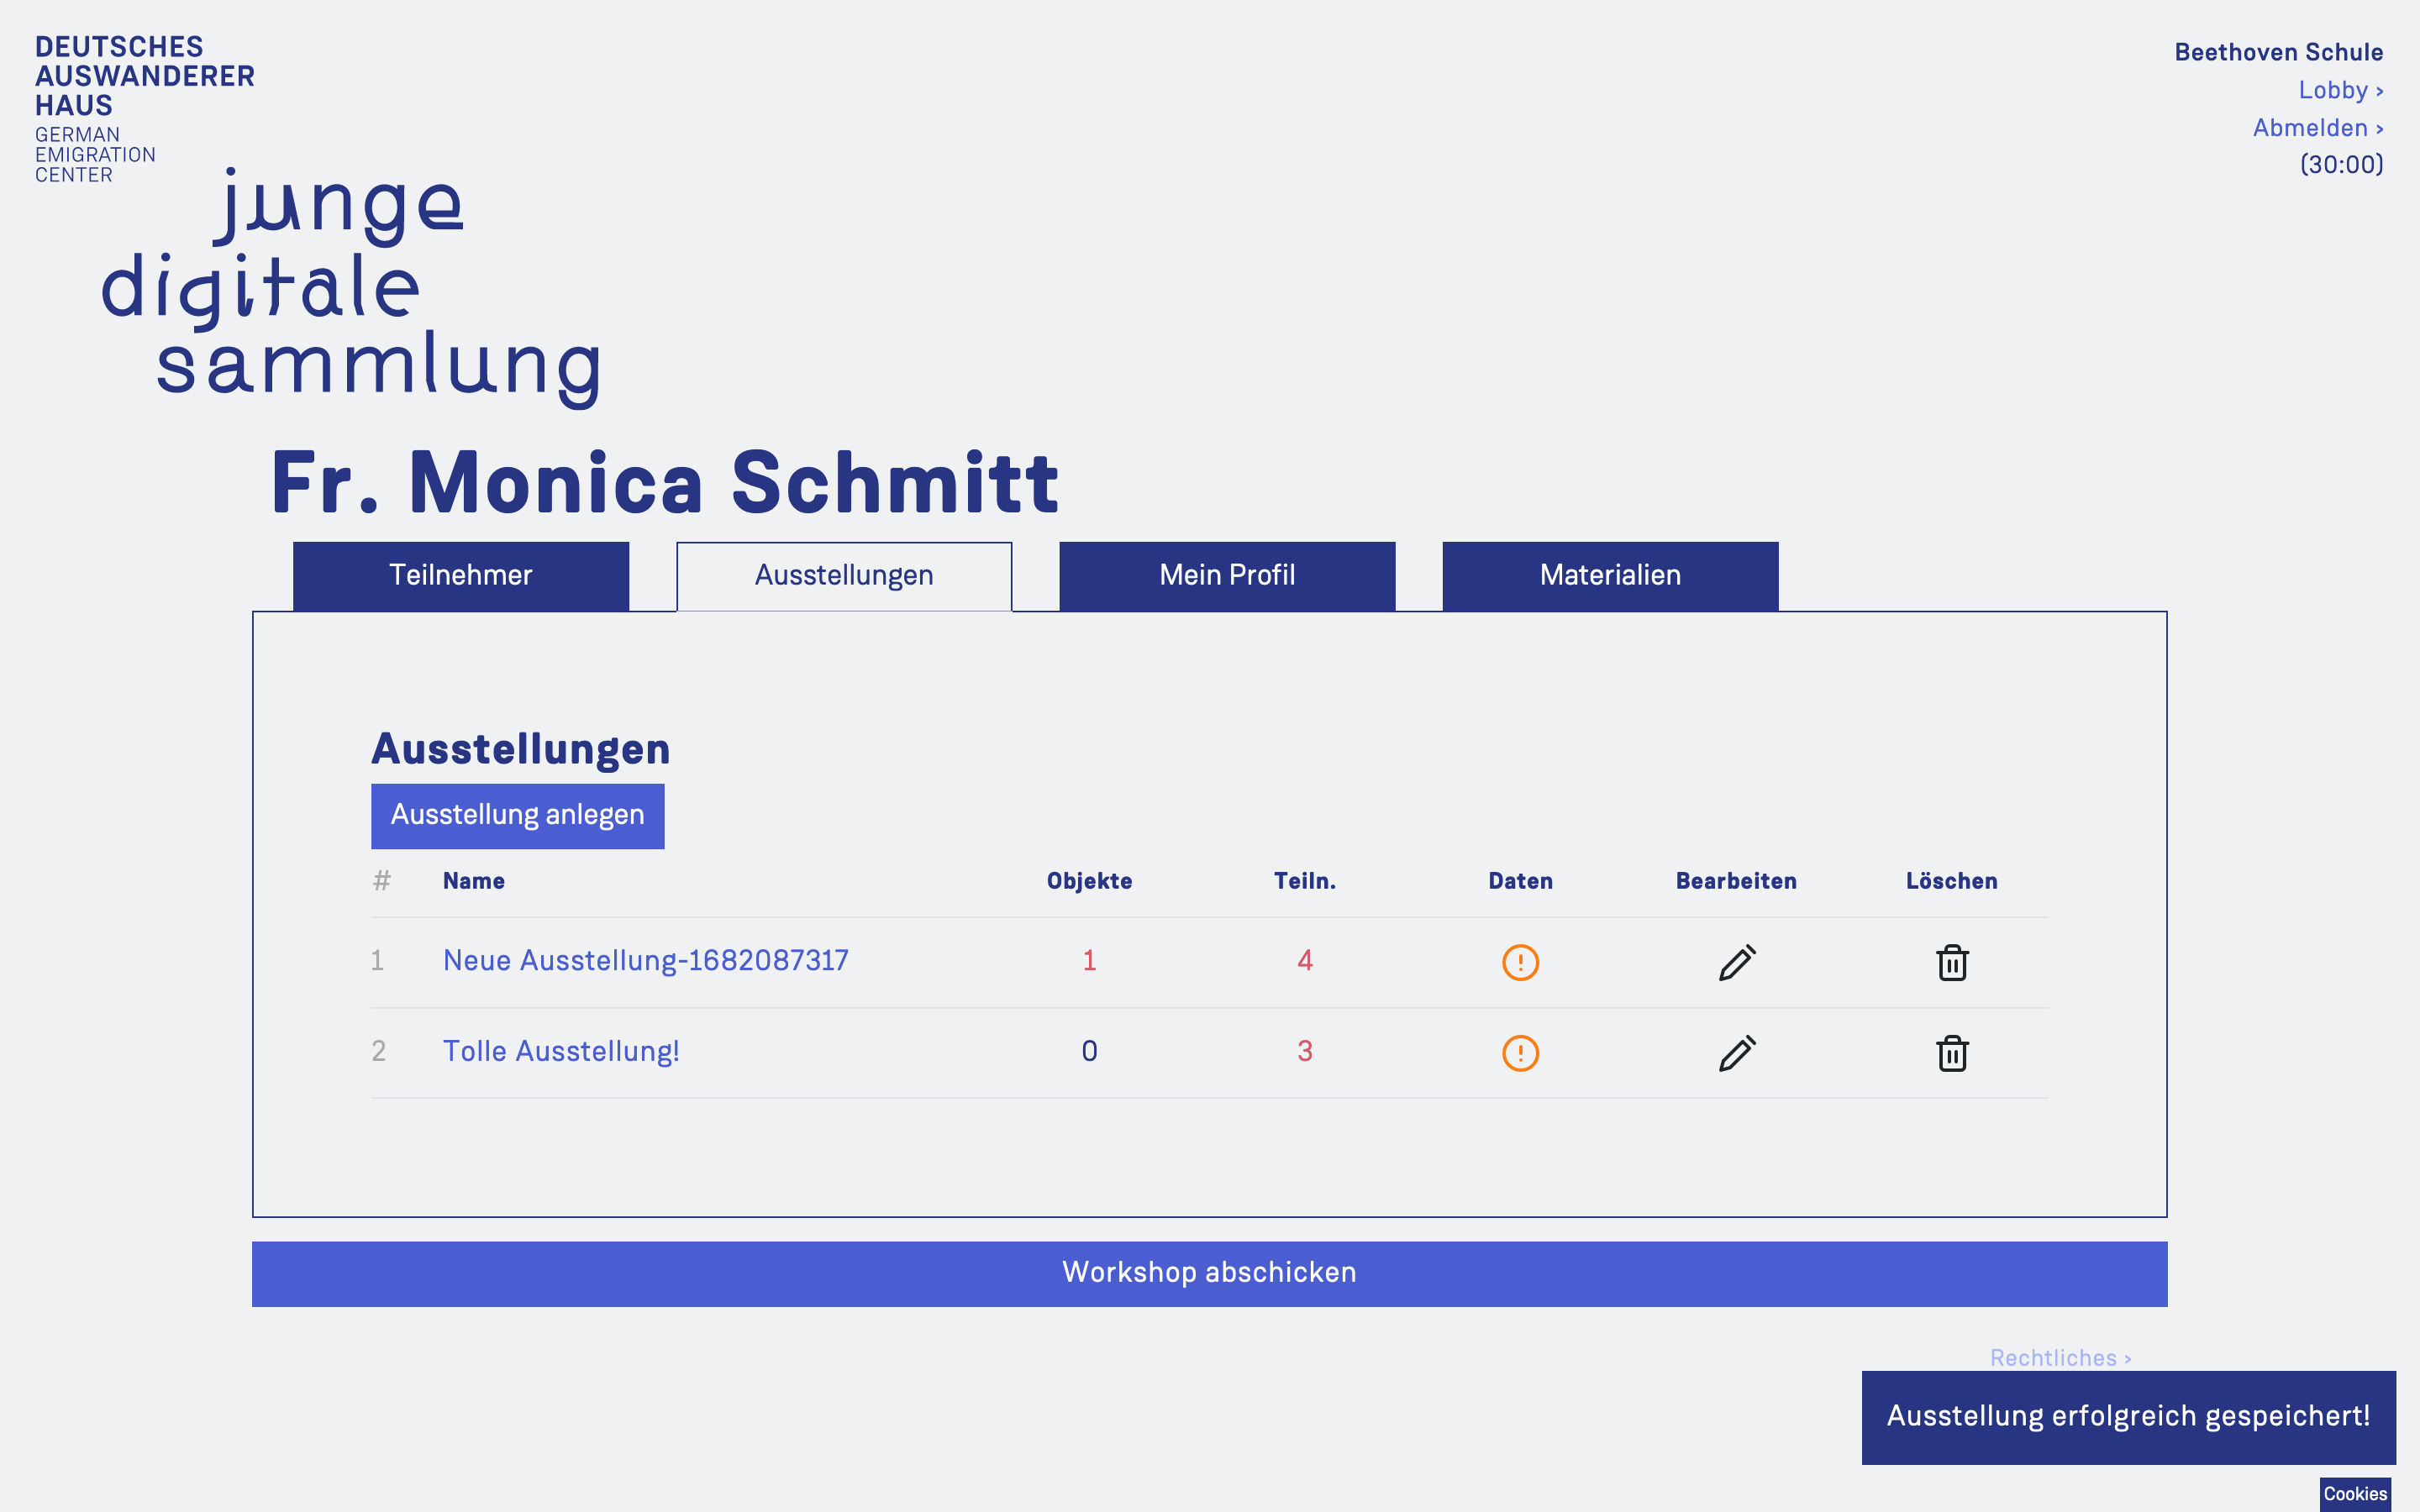 DEUTSCHES
AUSWANDERER
HAUS
GERMAN
EMIGRATION
CENTER
junge
digitale
sammlung
Beethoven Schule
Lobby ›
Abmelden ›
(30:00)
Fr. Monica Schmitt
Teilnehmer Ausstellungen Mein Profil Materialien
Ausstellungen
Ausstellung anlegen
# Name Objekte Teiln. Daten Bearbeiten Löschen
1 Neue Ausstellung-1682087317 1 4
2 Tolle Ausstellung! 0 3
Workshop abschicken
Rechtliches ›
Ausstellung erfolgreich gespeichert!
Cookies